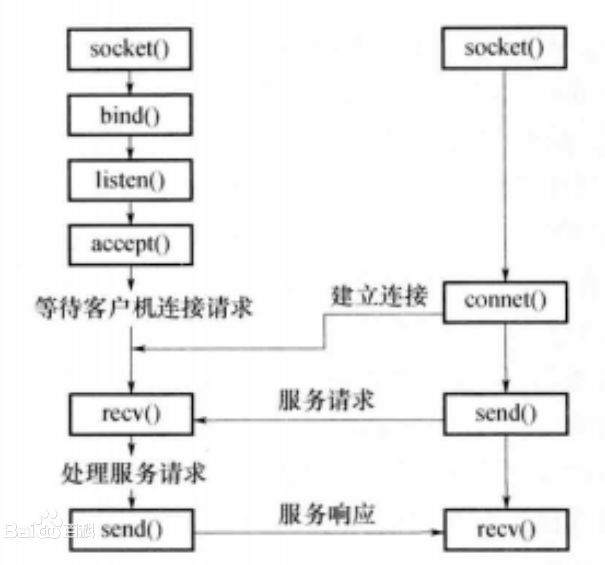 socket()
socket()
bind()
listen()
accept()
等待客户机连接请求
建立连接
connet()
recv()
服务请求
send()
处理服务请求
Baidu百科
send()
服务响应
recv()